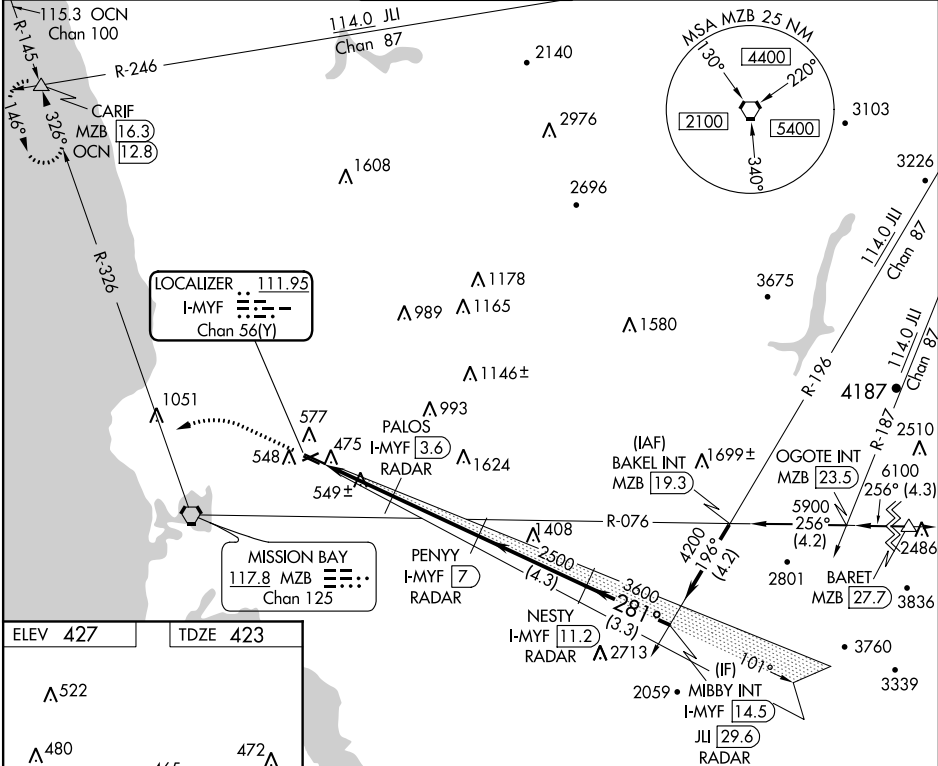 115.3 OCN
Chan 100
R-145
114.0 JLI
Chan 87
R-246
2140
MSA MZB 25 NM
130°
4400
220°
2100
5400
340°
3103
146°
326°
CARIF
MZB 16.3
OCN 12.8
2976
1608
2696
3226
R-326
114.0 JLI
Chan 87
LOCALIZER 111.95
I-MYF
Chan 56(Y)
1178
1165
989
3675
1580
114.0 JLI
Chan 87
R-196
1146±
4187
R-187
1051
993
577
475
548
549±
PALOS
I-MYF 3.6
RADAR
1624
(IAF)
BAKEL INT
MZB 19.3
1699±
OGOTE INT
MZB 23.5
2510
6100
256° (4.3)
5900
256°
(4.2)
R-076
1408
4200
196°
(4.2)
2486
MISSION BAY
117.8 MZB
Chan 125
PENYY
I-MYF 7
RADAR
2500
(4.3)
2801
BARET
MZB 27.7
3836
3600
281°
(3.3)
NESTY
I-MYF 11.2
RADAR
2713
101°
3760
3339
2059
(IF)
MIBBY INT
I-MYF 14.5
JLI 29.6
RADAR
ELEV 427
TDZE 423
522
480
472